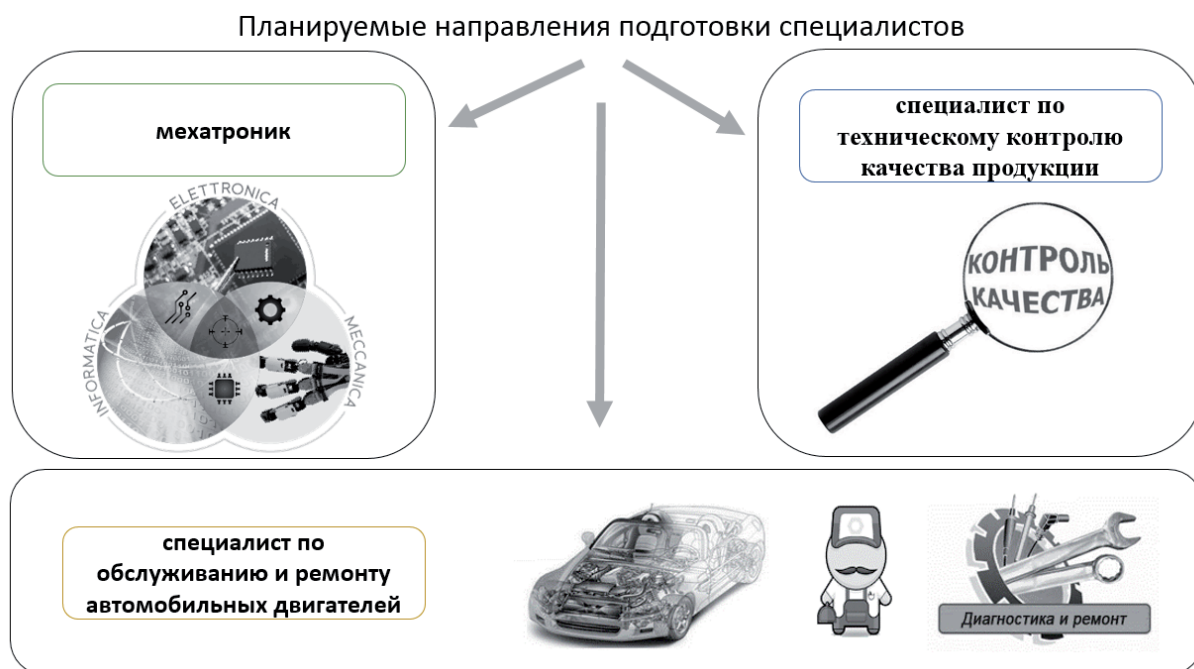 Планируемые направления подготовки специалистов
мехатроник
ELETTRONICA
INFORMATICA
MECCANICA
специалист по
техническому контролю
качества продукции
КОНТРОЛЬ
КАЧЕСТВА
специалист по
обслуживанию и ремонту
автомобильных двигателей
Диагностика и ремонт